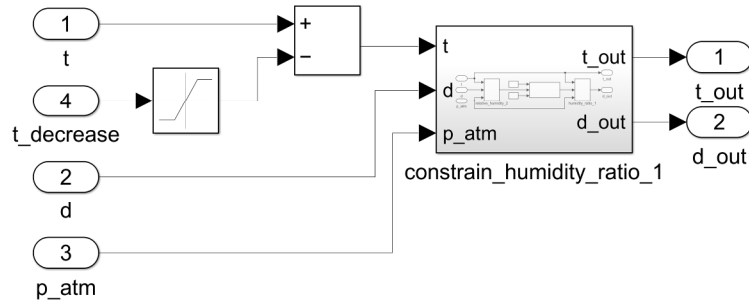 1
t
+
−
4
t_decrease
2
d
3
p_atm
t
d
p_atm
t_out
d_out
constrain_humidity_ratio_1
1
t_out
2
d_out